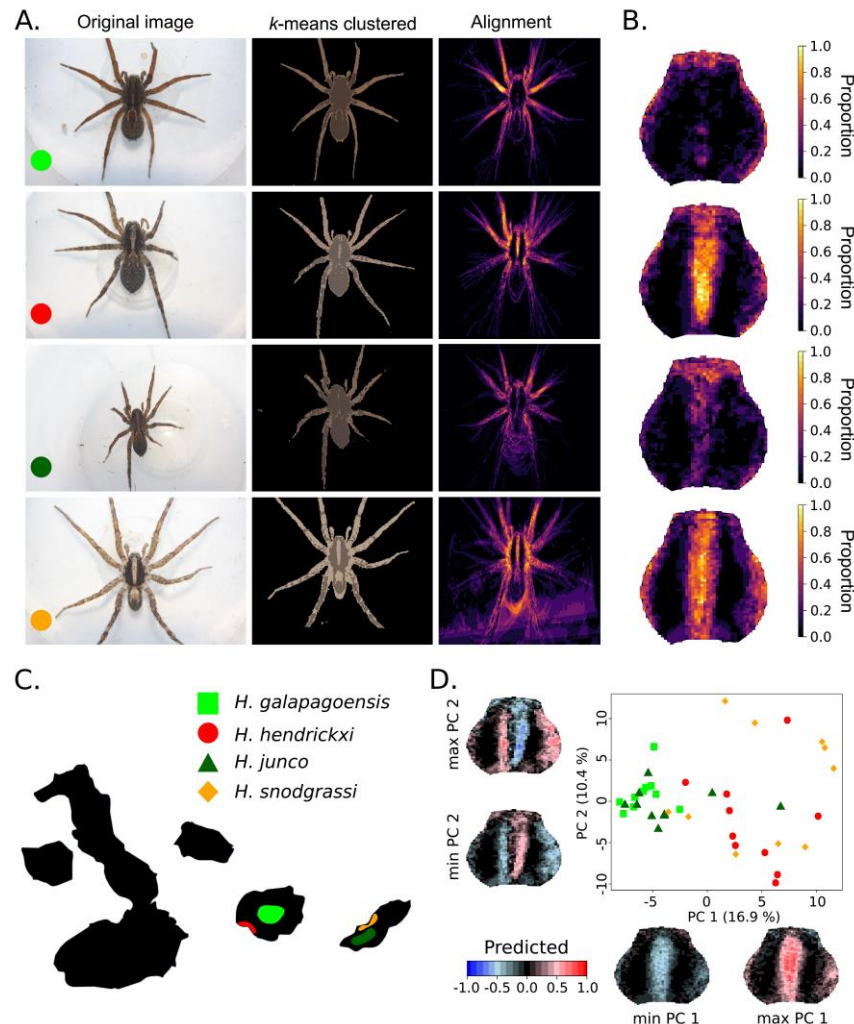 A.
Original image
k-means clustered
Alignment
B.
1.0
0.8
0.6
0.4
0.2
0.0
Proportion
1.0
0.8
0.6
0.4
0.2
0.0
Proportion
1.0
0.8
0.6
0.4
0.2
0.0
Proportion
1.0
0.8
0.6
0.4
0.2
0.0
Proportion
C.
H. galapagoensis
H. hendrickxi
H. junco
H. snodgrassi
D.
max PC 2
min PC 2
PC 2 (10.4 %)
10
5
0
-5
-10
-5
0
5
10
PC 1 (16.9 %)
Predicted
-1.0 -0.5 0.0 0.5 1.0
min PC 1
max PC 1